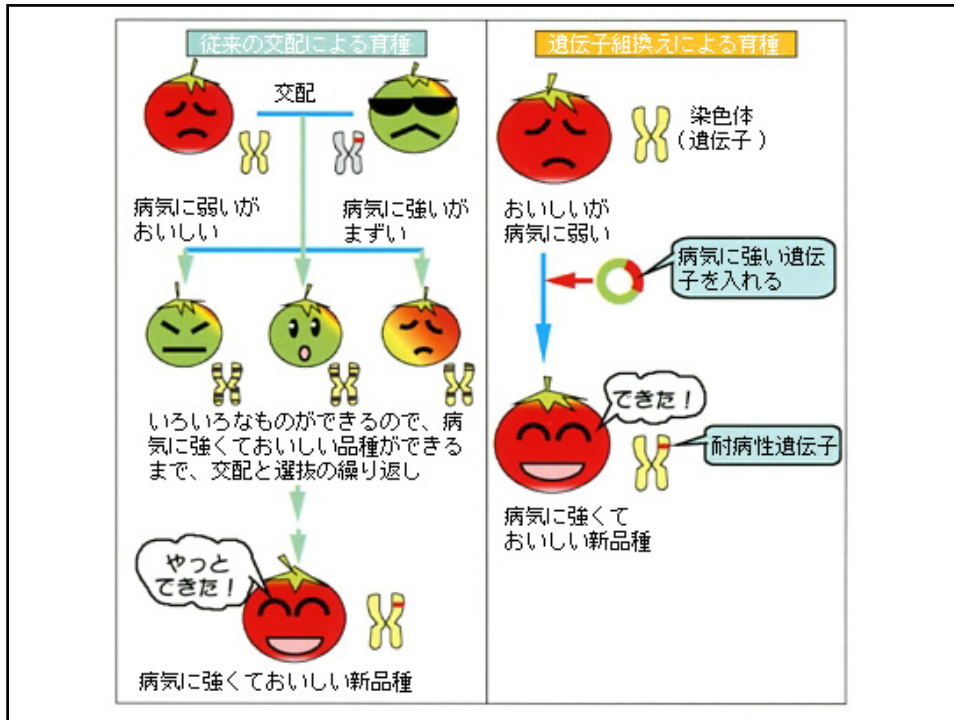 従来の交配による育種
交配
病気に弱いが
おいしい
病気に強いが
まずい
いろいろなものができるので、病
気に強くておいしい品種ができる
まで、交配と選抜の繰り返し
やっと
できた！
病気に強くておいしい新品種
遺伝子組換えによる育種
染色体
（遺伝子）
おいしいが
病気に弱い
病気に強い遺伝
子を入れる
できた！
耐病性遺伝子
病気に強くて
おいしい新品種